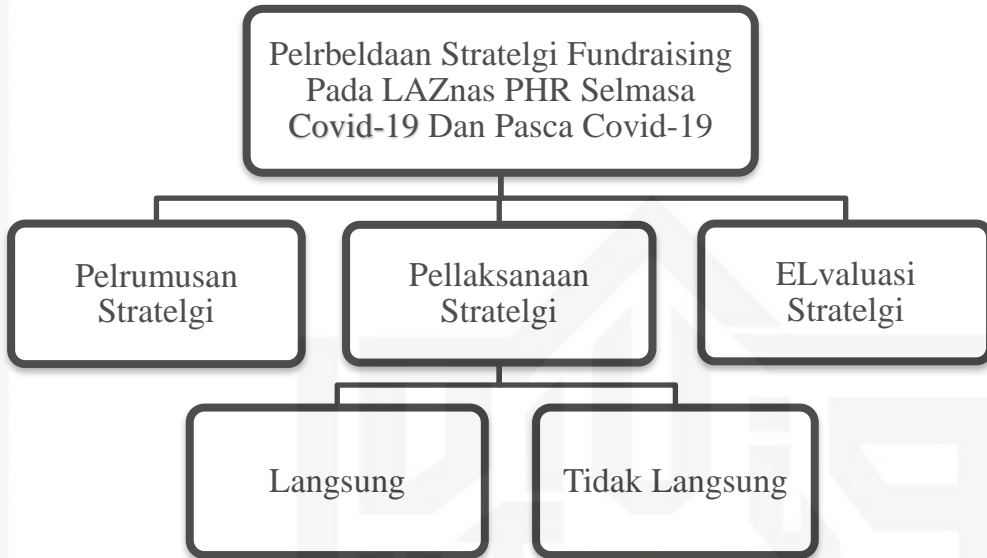 Pelrbeldaan Stratelgi Fundraising
Pada LAZnas PHR Selmasa
Covid-19 Dan Pasca Covid-19
Pelrumusan
Stratelgi
Pellaksanaan
Stratelgi
ELvaluasi
Stratelgi
Langsung
Tidak Langsung